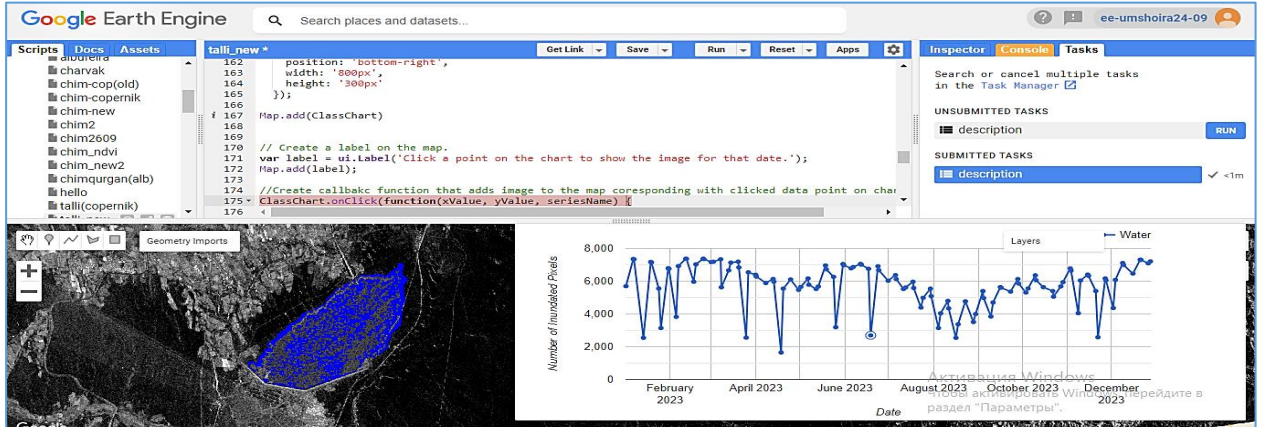 Google Earth Engine
Search places and datasets...
ee-umshoira24-09
Scripts Docs Assets
albufeira
charvak
chim-cop(old)
chim-copernik
chim-new
chim2
chim2609
chim_ndvi
chim_new2
chimqurgan(alb)
hello
talli(copernik)
talli_new *
Get Link Save Run Reset Apps
162 position: 'bottom-right',
163 width: '800px',
164 height: '300px'
165 });
166
i 167 Map.add(ClassChart)
168
169
170 // Create a label on the map.
171 var label = ui.Label('Click a point on the chart to show the image for that date.');
172 Map.add(label);
173
174 //Create callbakc function that adds image to the map coresponding with clicked data point on char
175 ClassChart.onClick(function(xValue, yValue, seriesName) {
176
Inspector Console Tasks
Search or cancel multiple tasks
in the Task Manager
UNSUBMITTED TASKS
description RUN
SUBMITTED TASKS
description <1m
Geometry Imports
Layers
Water
Number of Inundated Pixels
8,000
6,000
4,000
2,000
0
February 2023
April 2023
June 2023
August 2023
October 2023
December 2023
Date
Активация Windows
Чтобы активировать Windows, перейдите в
раздел "Параметры".
Google